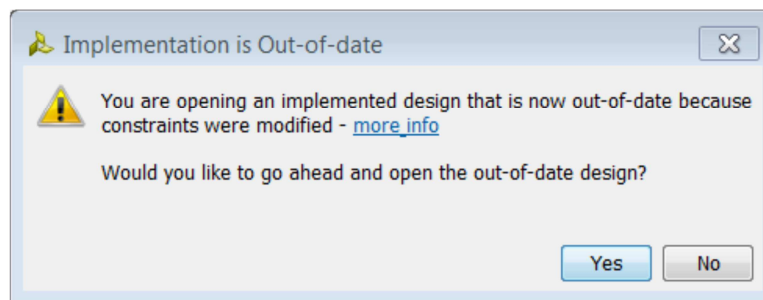 Implementation is Out-of-date
You are opening an implemented design that is now out-of-date because
constraints were modified - more_info
Would you like to go ahead and open the out-of-date design?
Yes No